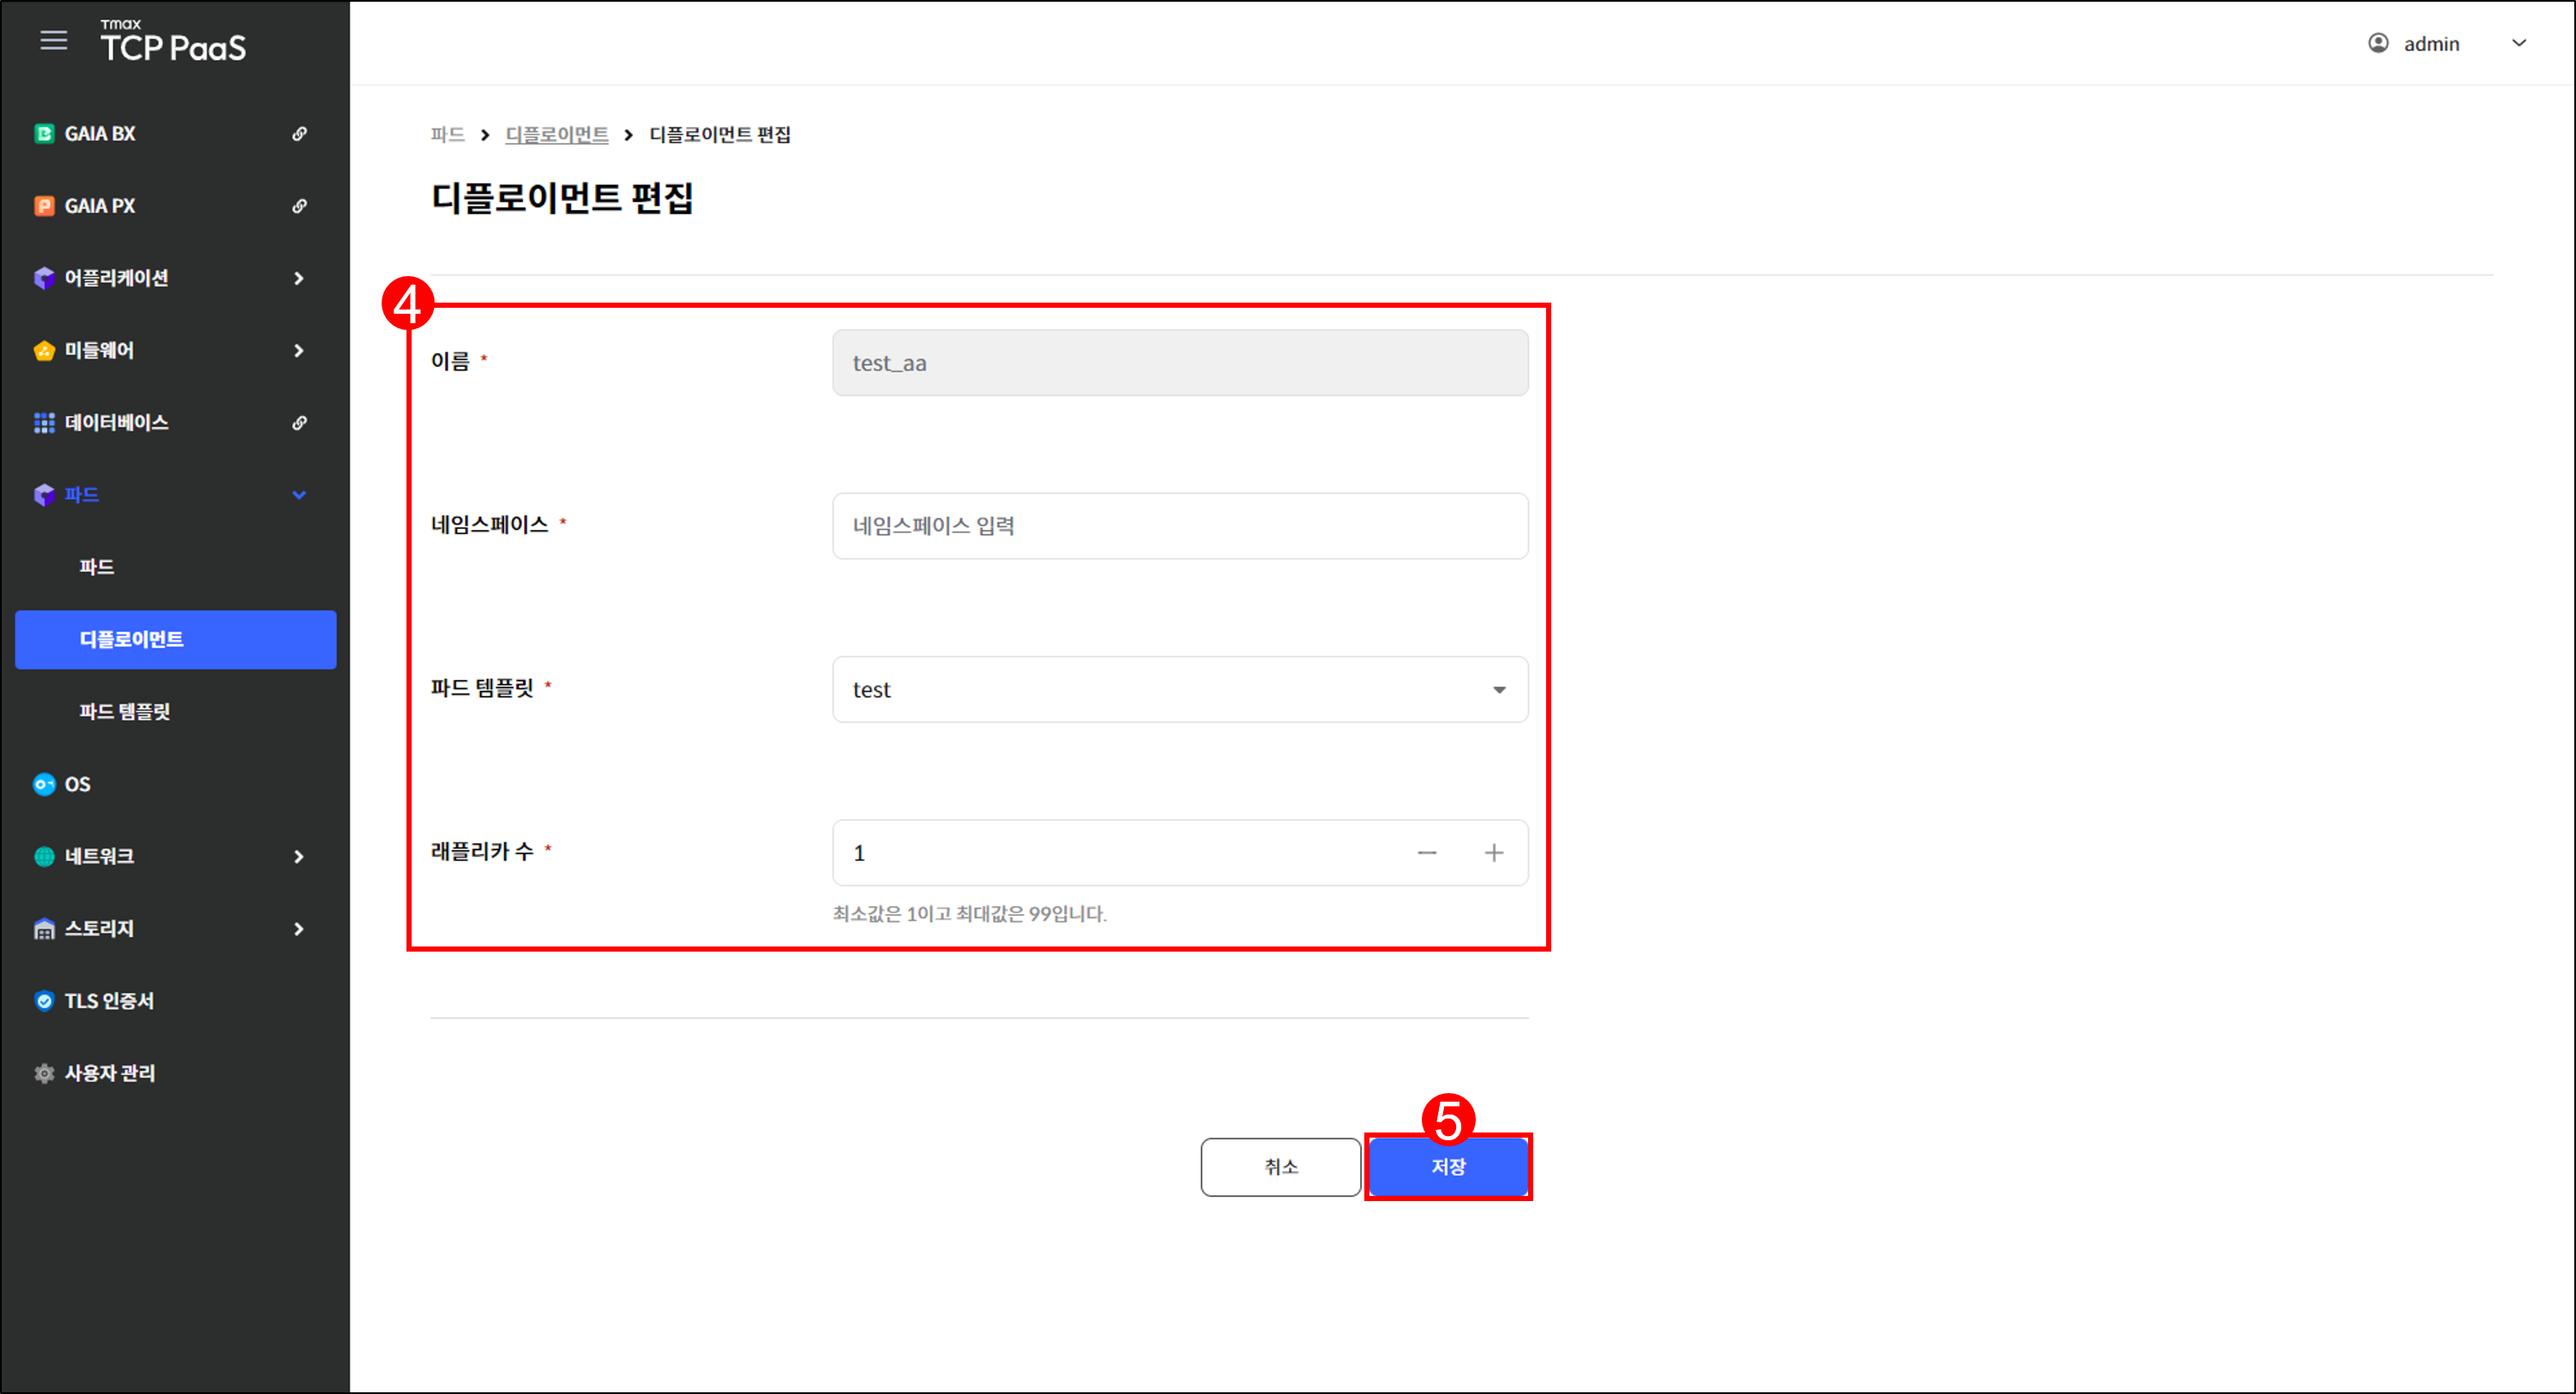 Tmax
TCP PaaS
admin
GAIA BX
GAIA PX
어플리케이션
미들웨어
데이터베이스
파드
파드
디플로이먼트
파드 템플릿
OS
네트워크
스토리지
TLS 인증서
사용자 관리
파드 > 디플로이먼트 > 디플로이먼트 편집
디플로이먼트 편집
4
이름 *
test_aa
네임스페이스 *
네임스페이스 입력
파드 템플릿 *
test
래플리카 수 *
1
최소값은 1이고 최대값은 99입니다.
5
취소
저장